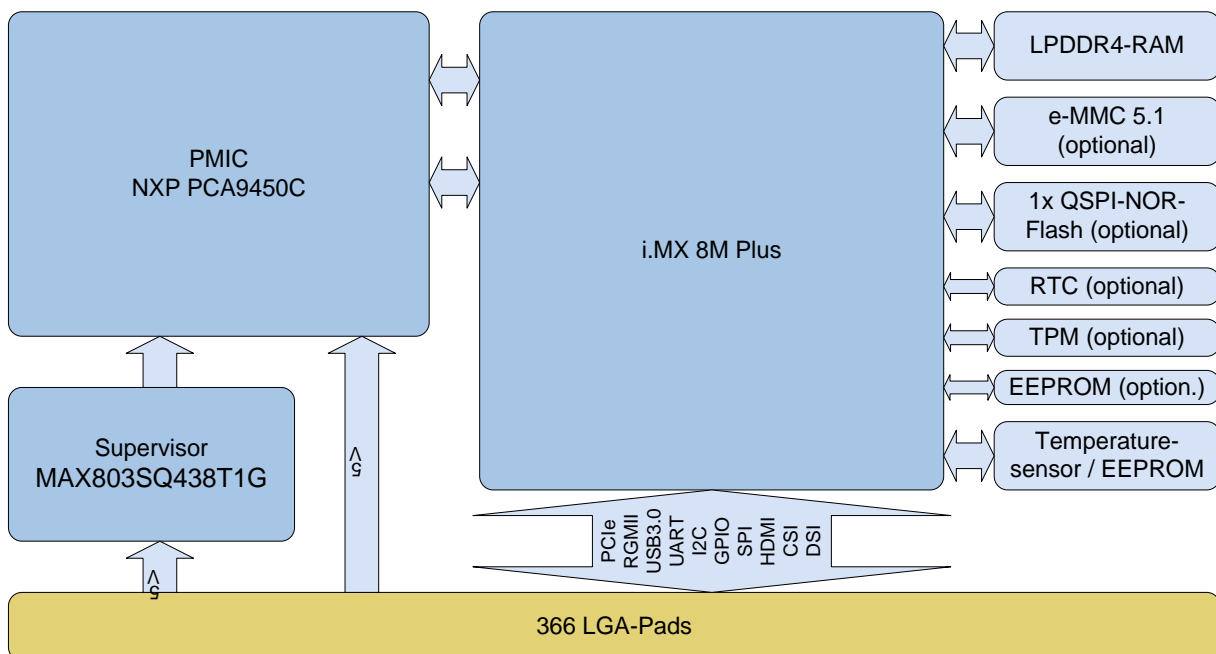 PMIC
NXP PCA9450C
i.MX 8M Plus
LPDDR4-RAM
e-MMC 5.1
(optional)
1x QSPI-NOR-
Flash (optional)
RTC (optional)
TPM (optional)
EEPROM (option.)
Temperature-
sensor / EEPROM
Supervisor
MAX803SQ438T1G
5
V
5
V
PCIe
RGMII
USB3.0
UART
I2C
GPIO
SPI
HDMI
CSI
DSI
366 LGA-Pads